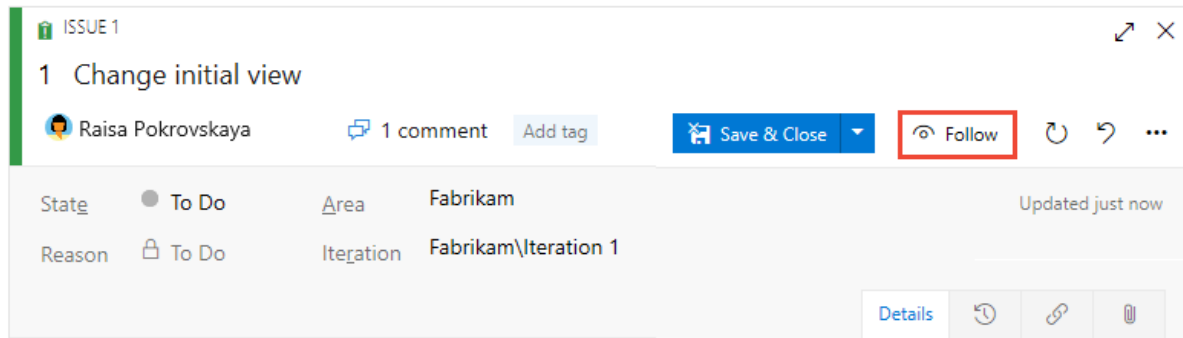 ISSUE 1
1 Change initial view
Raisa Pokrovskaya 1 comment Add tag Save & Close Follow
State To Do Area Fabrikam Updated just now
Reason To Do Iteration Fabrikam\Iteration 1
Details